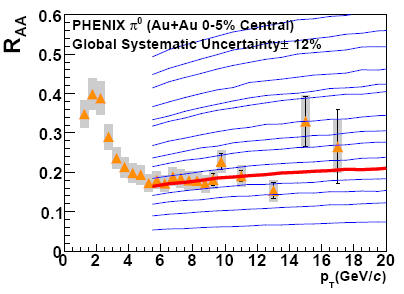 PHENIX π⁰ (Au+Au 0-5% Central)
Global Systematic Uncertainty± 12%
R_AA
0.6
0.5
0.4
0.3
0.2
0.1
0
0 2 4 6 8 10 12 14 16 18 20
p_T(GeV/c)